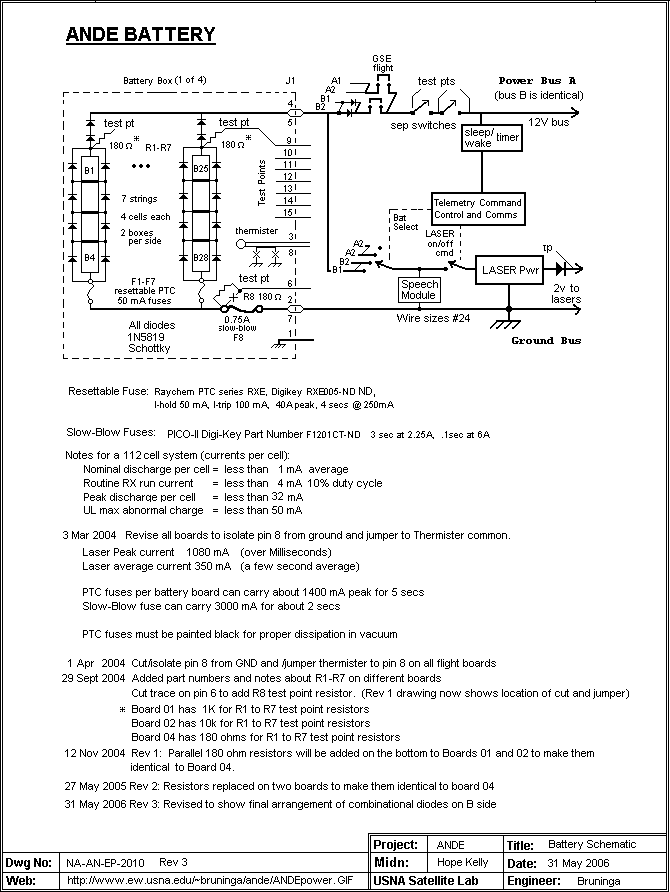 ANDE BATTERY
Battery Box (1 of 4)
J1
GSE
flight
A1
A2
B1
B2
test pts
Power Bus A
(bus B is identical)
12V bus
sep switches
sleep/
wake
timer
4
5
test pt
180 Ω *
R1-R7
test pt
180 Ω *
9
10
11
12
13
14
15
Test Points
B1
B25
7 strings
4 cells each
2 boxes
per side
thermister
3
8
B4
B28
Telemetry Command
Control and Comms
Bat
Select
LASER
on/off
cmd
A2
A2
B2
B1
LASER Pwr
tp
2v to
lasers
Speech
Module
F1-F7
resettable PTC
50 mA fuses
test pt
R8 180 Ω
6
2
7
1
0.75A
slow-blow
F8
All diodes
1N5819
Schottky
Wire sizes #24
Ground Bus
Resettable Fuse: Raychem PTC series RXE, Digikey RXE005-ND ND,
I-hold 50 mA, I-trip 100 mA, 40A peak, 4 secs @ 250mA
Slow-Blow Fuses: PICO-II Digi-Key Part Number F1201CT-ND 3 sec at 2.25A, .1sec at 6A
Notes for a 112 cell system (currents per cell):
Nominal discharge per cell = less than 1 mA average
Routine RX run current = less than 4 mA 10% duty cycle
Peak discharge per cell = less than 32 mA
UL max abnormal charge = less than 50 mA
3 Mar 2004 Revise all boards to isolate pin 8 from ground and jumper to Thermister common.
Laser Peak current 1080 mA (over Milliseconds)
Laser average current 350 mA (a few second average)
PTC fuses per battery board can carry about 1400 mA peak for 5 secs
Slow-Blow fuse can carry 3000 mA for about 2 secs
PTC fuses must be painted black for proper dissipation in vacuum
1 Apr 2004 Cut/isolate pin 8 from GND and /jumper thermister to pin 8 on all flight boards
29 Sept 2004 Added part numbers and notes about R1-R7 on different boards
Cut trace on pin 6 to add R8 test point resistor. (Rev 1 drawing now shows location of cut and jumper)
* Board 01 has 1K for R1 to R7 test point resistors
Board 02 has 10k for R1 to R7 test point resistors
Board 04 has 180 ohms for R1 to R7 test point resistors
12 Nov 2004 Rev 1: Parallel 180 ohm resistors will be added on the bottom to Boards 01 and 02 to make them
identical to Board 04.
27 May 2005 Rev 2: Resistors replaced on two boards to make them identical to board 04
31 May 2006 Rev 3: Revised to show final arrangement of combinational diodes on B side
Project: ANDE
Title: Battery Schematic
Dwg No: NA-AN-EP-2010 Rev 3
Midn: Hope Kelly
Date: 31 May 2006
Web: http://www.ew.usna.edu/~bruninga/ande/ANDEpower.GIF
USNA Satellite Lab
Engineer: Bruninga